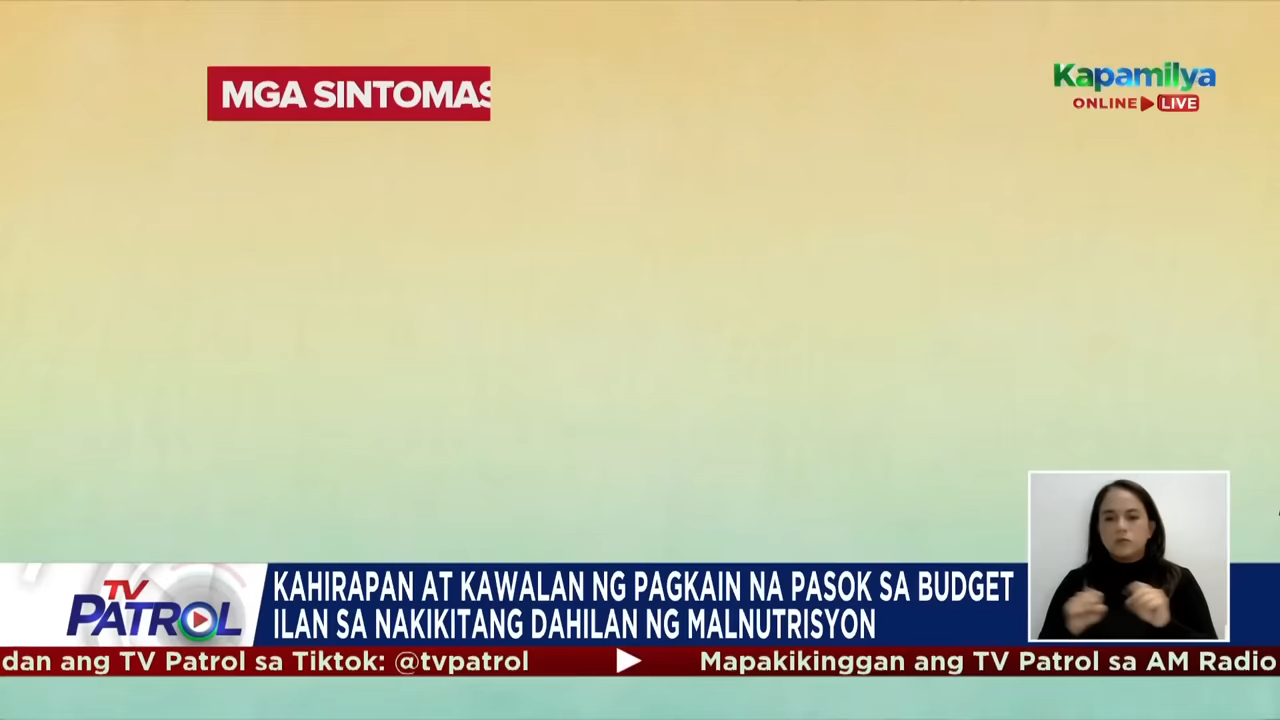 MGA SINTOMAS
Kapamilya
ONLINE LIVE
TV
PATROL
KAHIRAPAN AT KAWALAN NG PAGKAIN NA PASOK SA BUDGET
ILAN SA NAKIKITANG DAHILAN NG MALNUTRISYON
dan ang TV Patrol sa Tiktok: @tvpatrol
Mapakikinggan ang TV Patrol sa AM Radio